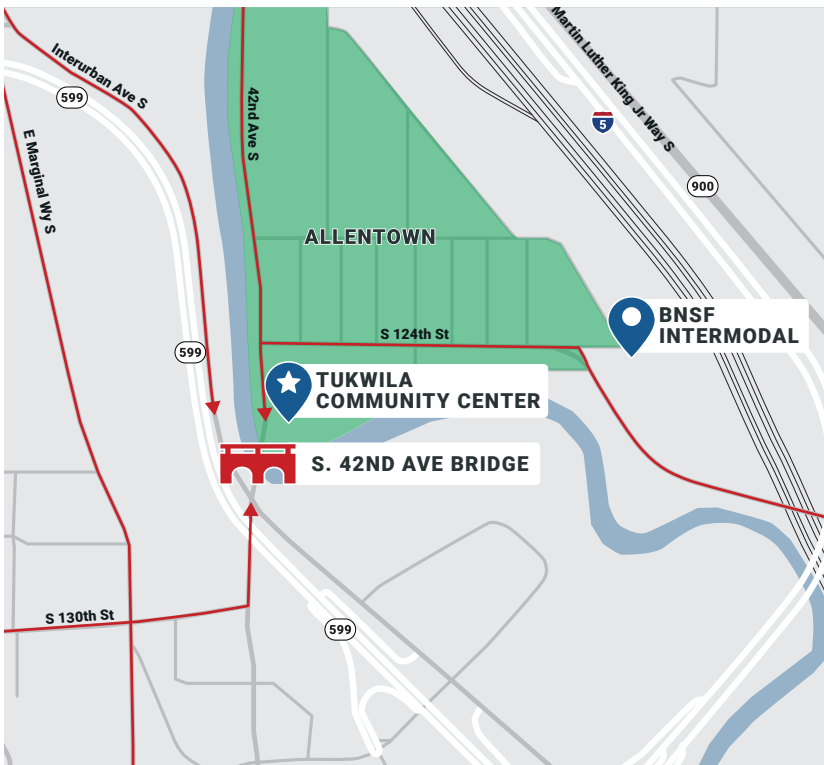 Interurban Ave S
599
E Marginal Wy S
42nd Ave S
Martin Luther King Jr Way S
5
900
ALLENTOWN
BNSF
INTERMODAL
S 124th St
599
TUKWILA
COMMUNITY CENTER
S. 42ND AVE BRIDGE
S 130th St
599